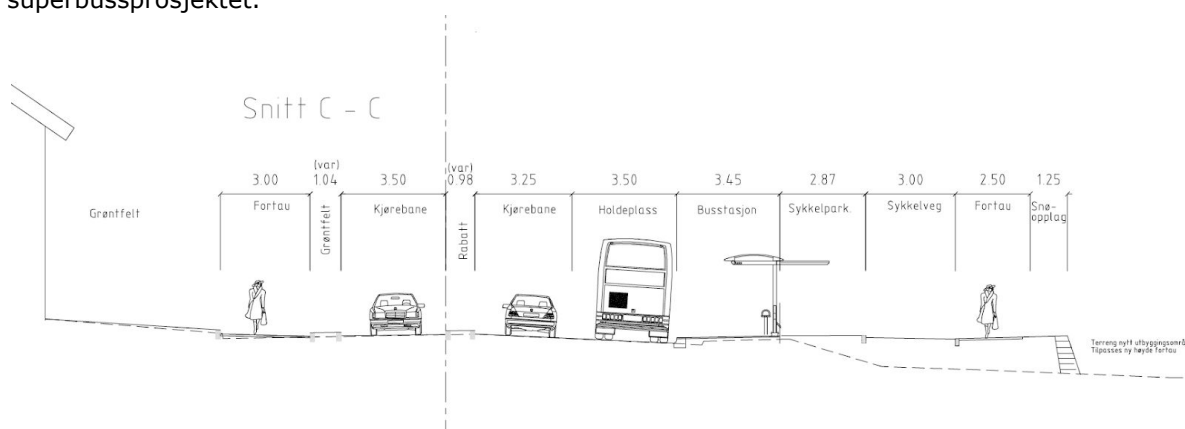 superbussprosjektet.
Snitt C - C
(var) (var)
3.00 1.04 3.50 0.98 3.25 3.50 3.45 2.87 3.00 2.50 1.25
Grøntfelt Fortau Grøntfelt Kjørebane Rabatt Kjørebane Holdeplass Busstasjon Sykkelpark. Sykkelveg Fortau Snø-
opplag
Terreng nytt utbyggingsområ
Tilpasses ny høyde fortau